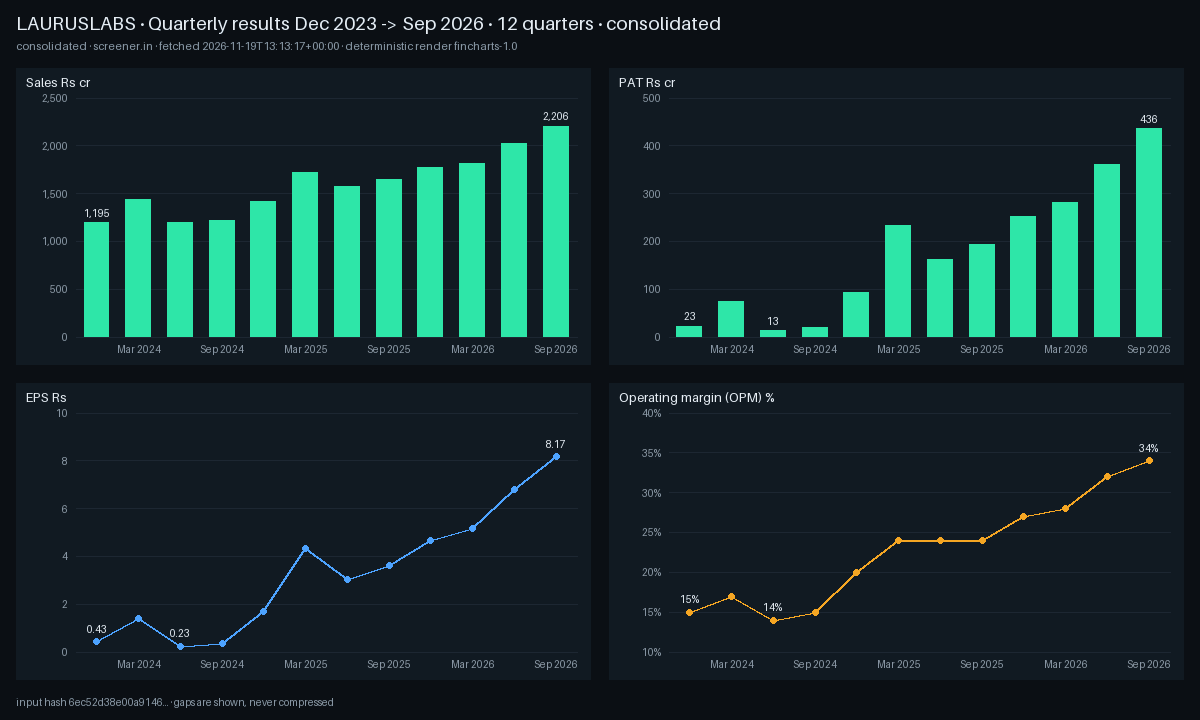 LAURUSLABS · Quarterly results Dec 2023 -> Sep 2026 · 12 quarters · consolidated
consolidated · screener.in · fetched 2026-11-19T13:13:17+00:00 · deterministic render fincharts-1.0
Sales Rs cr
2,500
2,000
1,500
1,000
500
0
1,195
2,206
Mar 2024
Sep 2024
Mar 2025
Sep 2025
Mar 2026
Sep 2026
PAT Rs cr
500
400
300
200
100
0
23
13
436
Mar 2024
Sep 2024
Mar 2025
Sep 2025
Mar 2026
Sep 2026
EPS Rs
10
8
6
4
2
0
0.43
0.23
8.17
Mar 2024
Sep 2024
Mar 2025
Sep 2025
Mar 2026
Sep 2026
Operating margin (OPM) %
40%
35%
30%
25%
20%
15%
10%
15%
14%
34%
Mar 2024
Sep 2024
Mar 2025
Sep 2025
Mar 2026
Sep 2026
input hash 6ec52d38e00a9146… · gaps are shown, never compressed